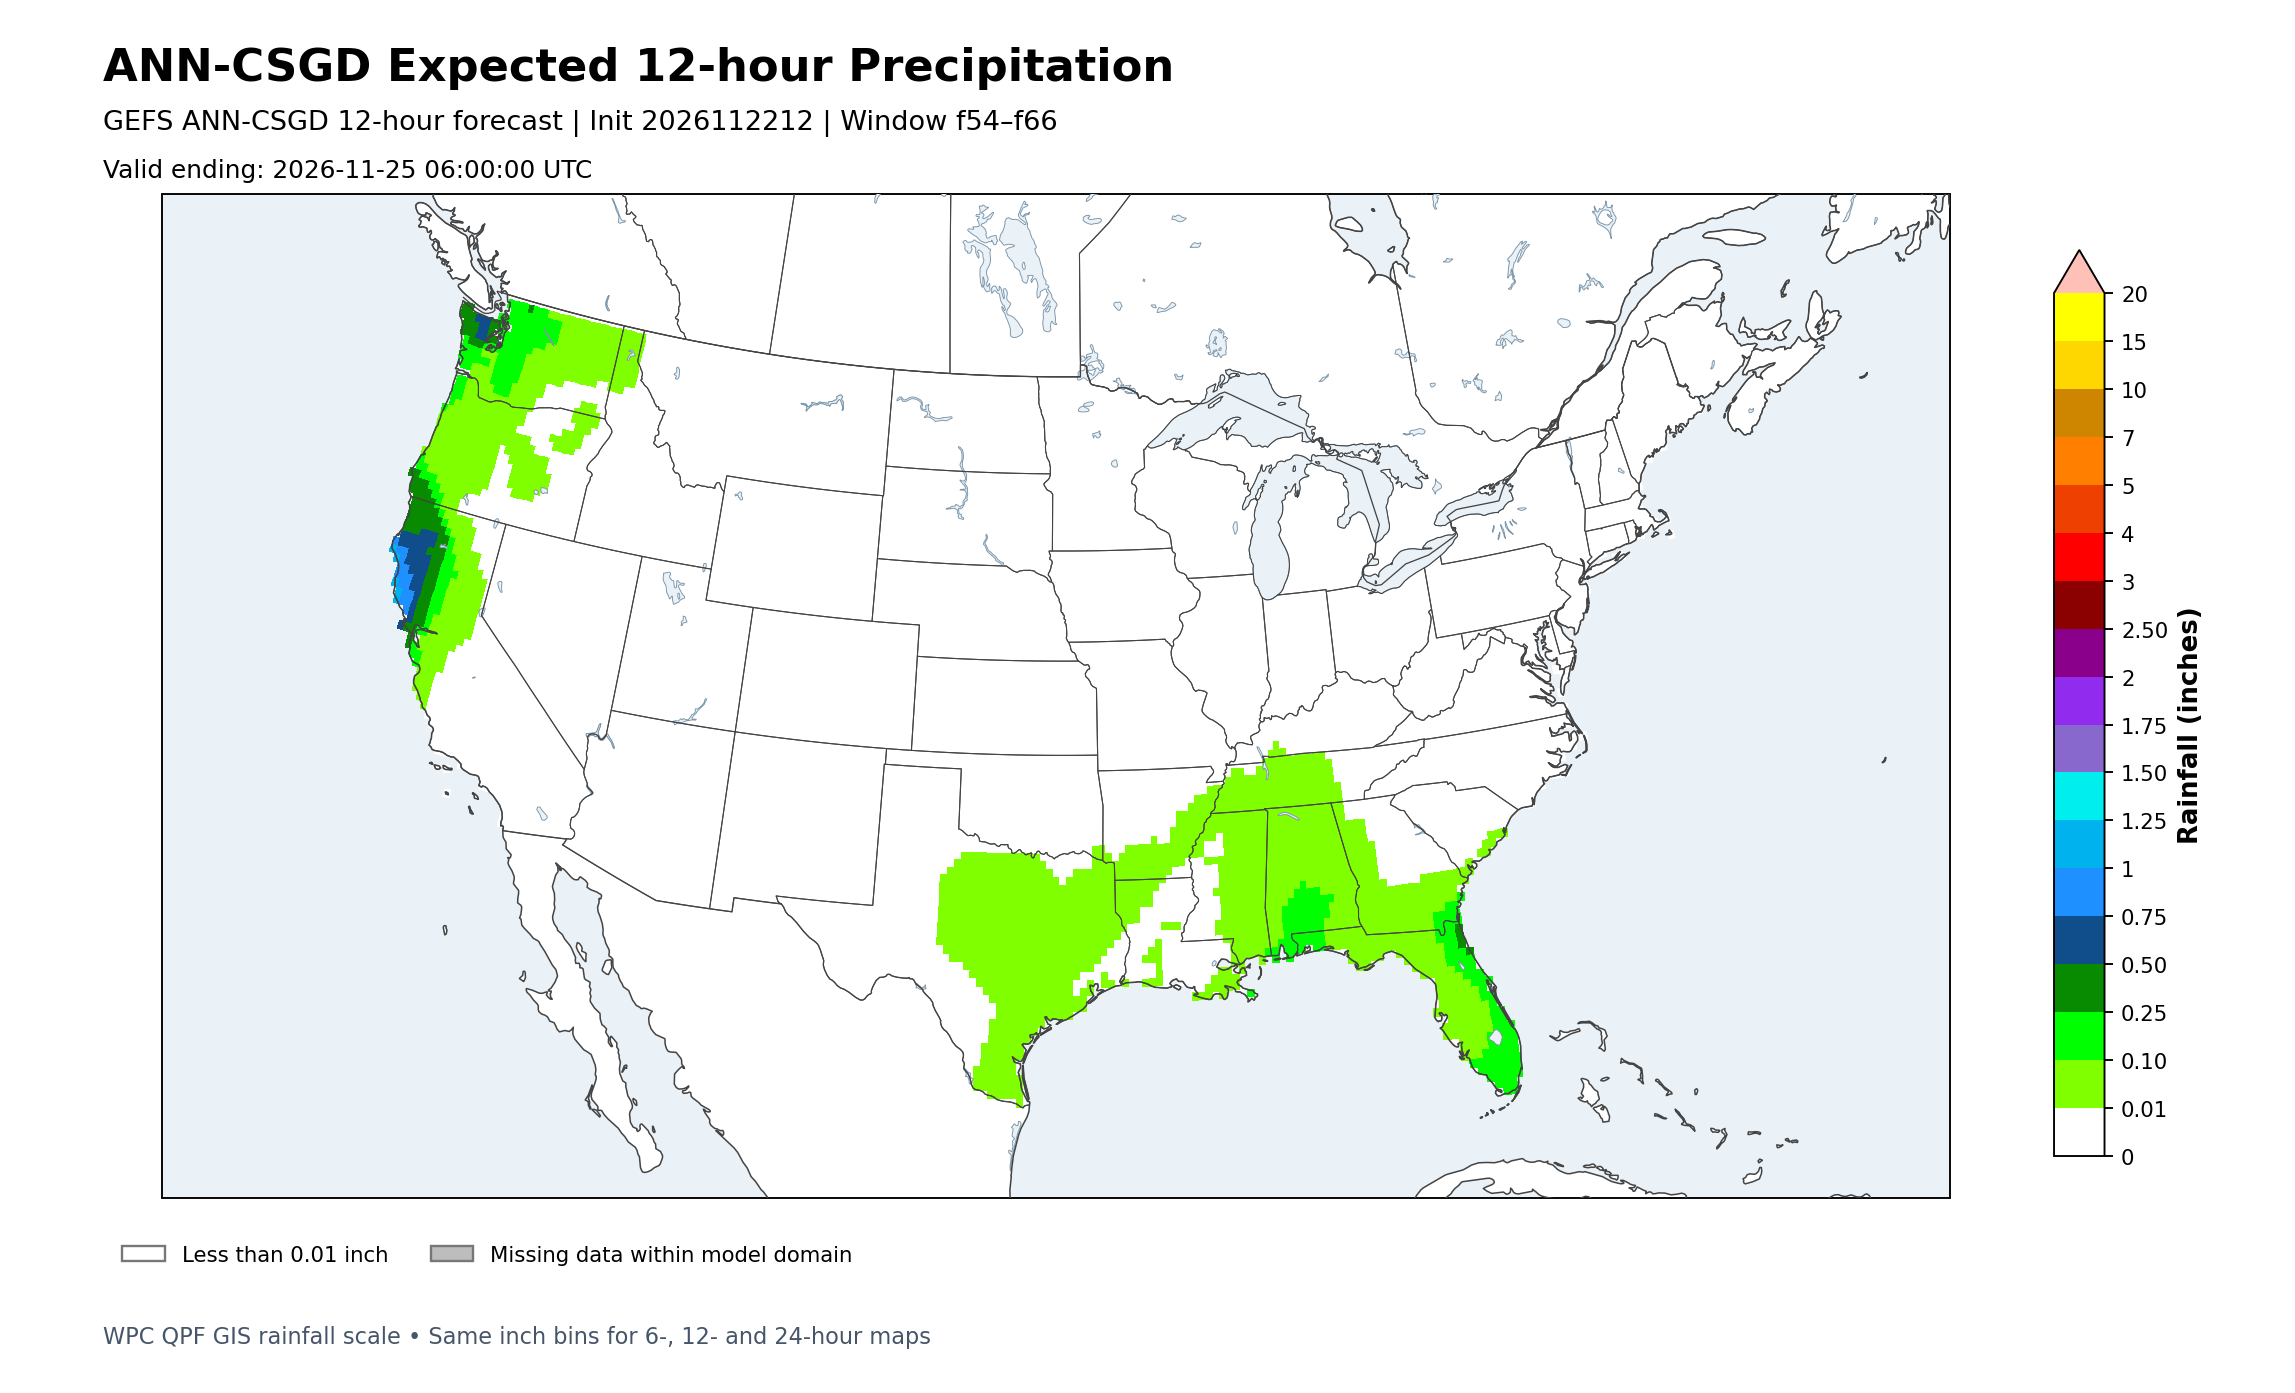 ANN-CSGD Expected 12-hour Precipitation
GEFS ANN-CSGD 12-hour forecast | Init 2026112212 | Window f54–f66
Valid ending: 2026-11-25 06:00:00 UTC
20
15
10
7
5
4
3
2.50
2
1.75
1.50
1.25
1
0.75
0.50
0.25
0.10
0.01
0
Rainfall (inches)
Less than 0.01 inch
Missing data within model domain
WPC QPF GIS rainfall scale • Same inch bins for 6-, 12- and 24-hour maps